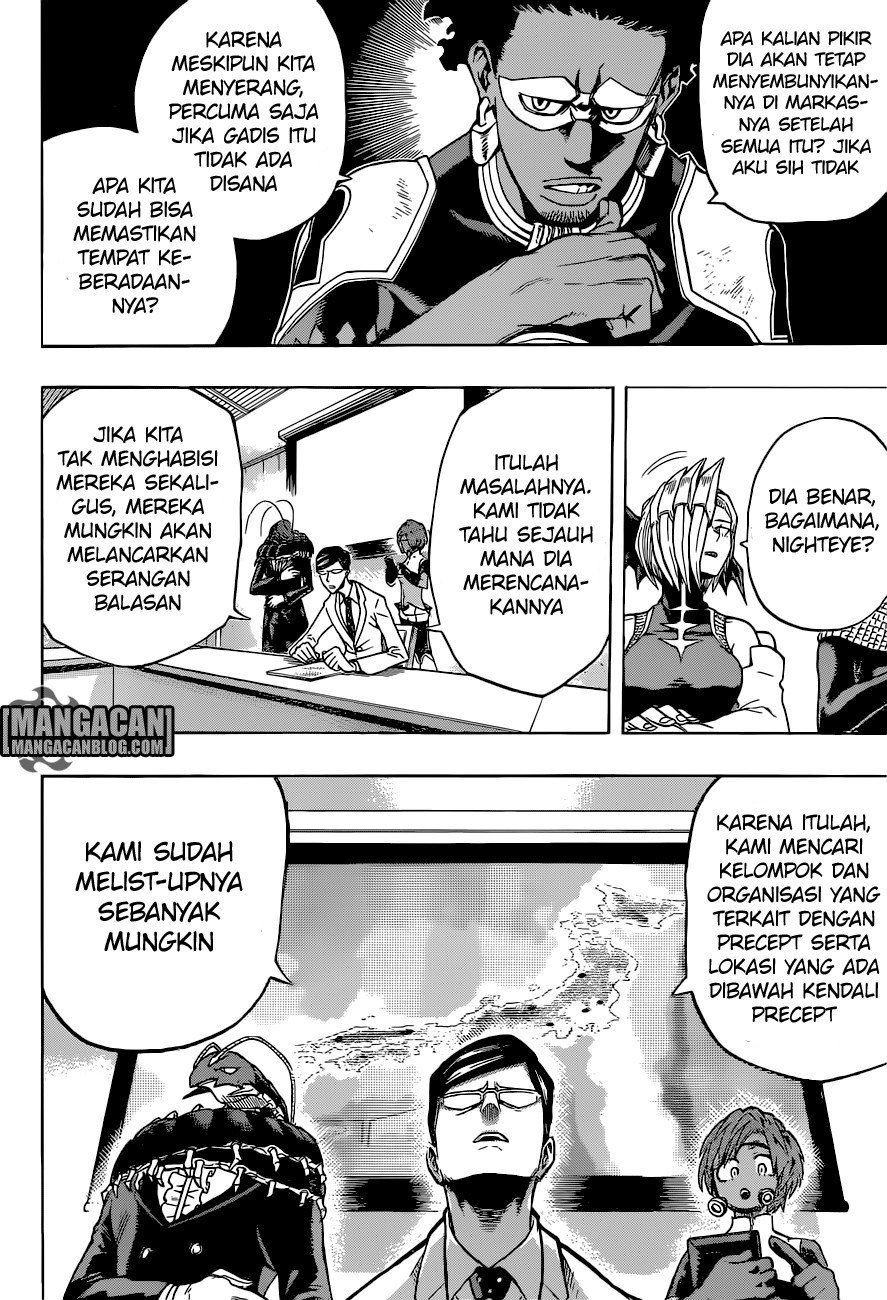 APA KALIAN PIKIR
DIA AKAN TETAP
MENYEMBUNYIKAN-
NYA DI MARKAS-
NYA SETELAH
SEMUA ITU? JIKA
AKU SIH TIDAK
KARENA
MESKIPUN KITA
MENYERANG,
PERCUMA SAJA
JIKA GADIS ITU
TIDAK ADA
DISANA
APA KITA
SUDAH BISA
MEMASTIKAN
TEMPAT KE-
BERADAAN-
NYA?
DIA BENAR,
BAGAIMANA,
NIGHTEYE?
ITULAH
MASALAHNYA.
KAMI TIDAK
TAHU SEJAUH
MANA DIA
MERENCANA-
KANNYA
JIKA KITA
TAK MENGHABISI
MEREKA SEKALI-
GUS, MEREKA
MUNGKIN AKAN
MELANCARKAN
SERANGAN
BALASAN
[MANGACAN]
[MANGACANBLOG.COM]
KARENA ITULAH,
KAMI MENCARI
KELOMPOK DAN
ORGANISASI YANG
TERKAIT DENGAN
PRECEPT SERTA
LOKASI YANG ADA
DIBAWAH KENDALI
PRECEPT
KAMI SUDAH
MELIST-UPNYA
SEBANYAK
MUNGKIN